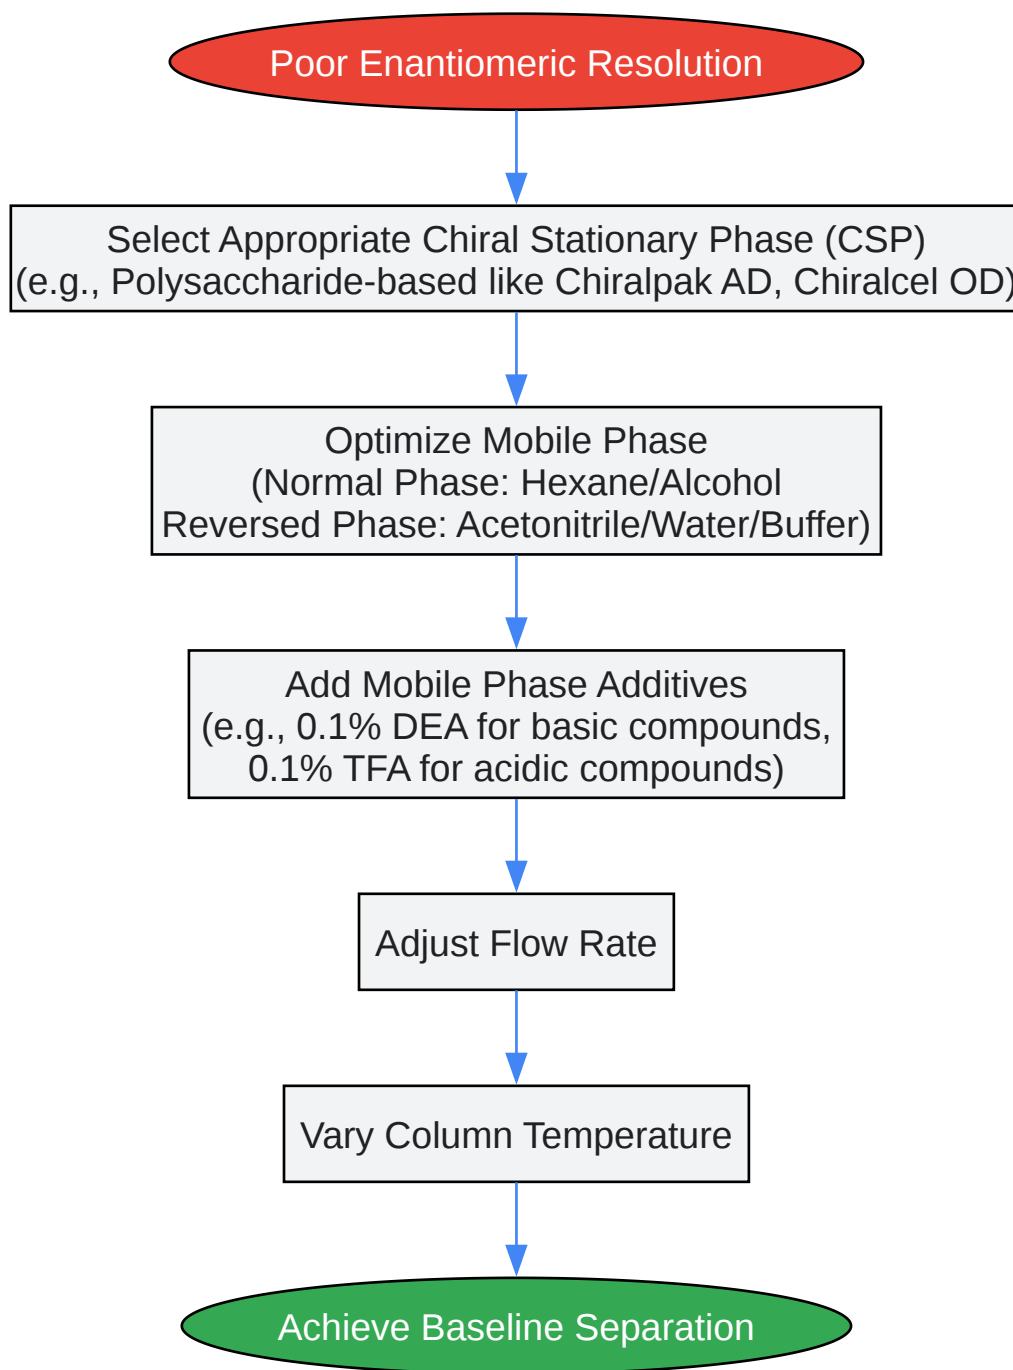 Poor Enantiomeric Resolution
Select Appropriate Chiral Stationary Phase (CSP)
(e.g., Polysaccharide-based like Chiralpak AD, Chiralcel OD)
Optimize Mobile Phase
(Normal Phase: Hexane/Alcohol
Reversed Phase: Acetonitrile/Water/Buffer)
Add Mobile Phase Additives
(e.g., 0.1% DEA for basic compounds,
0.1% TFA for acidic compounds)
Adjust Flow Rate
Vary Column Temperature
Achieve Baseline Separation